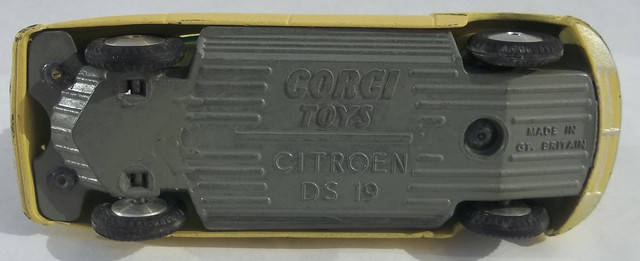 CORGI
TOYS
CITROEN
DS 19
MADE IN
GT. BRITAIN